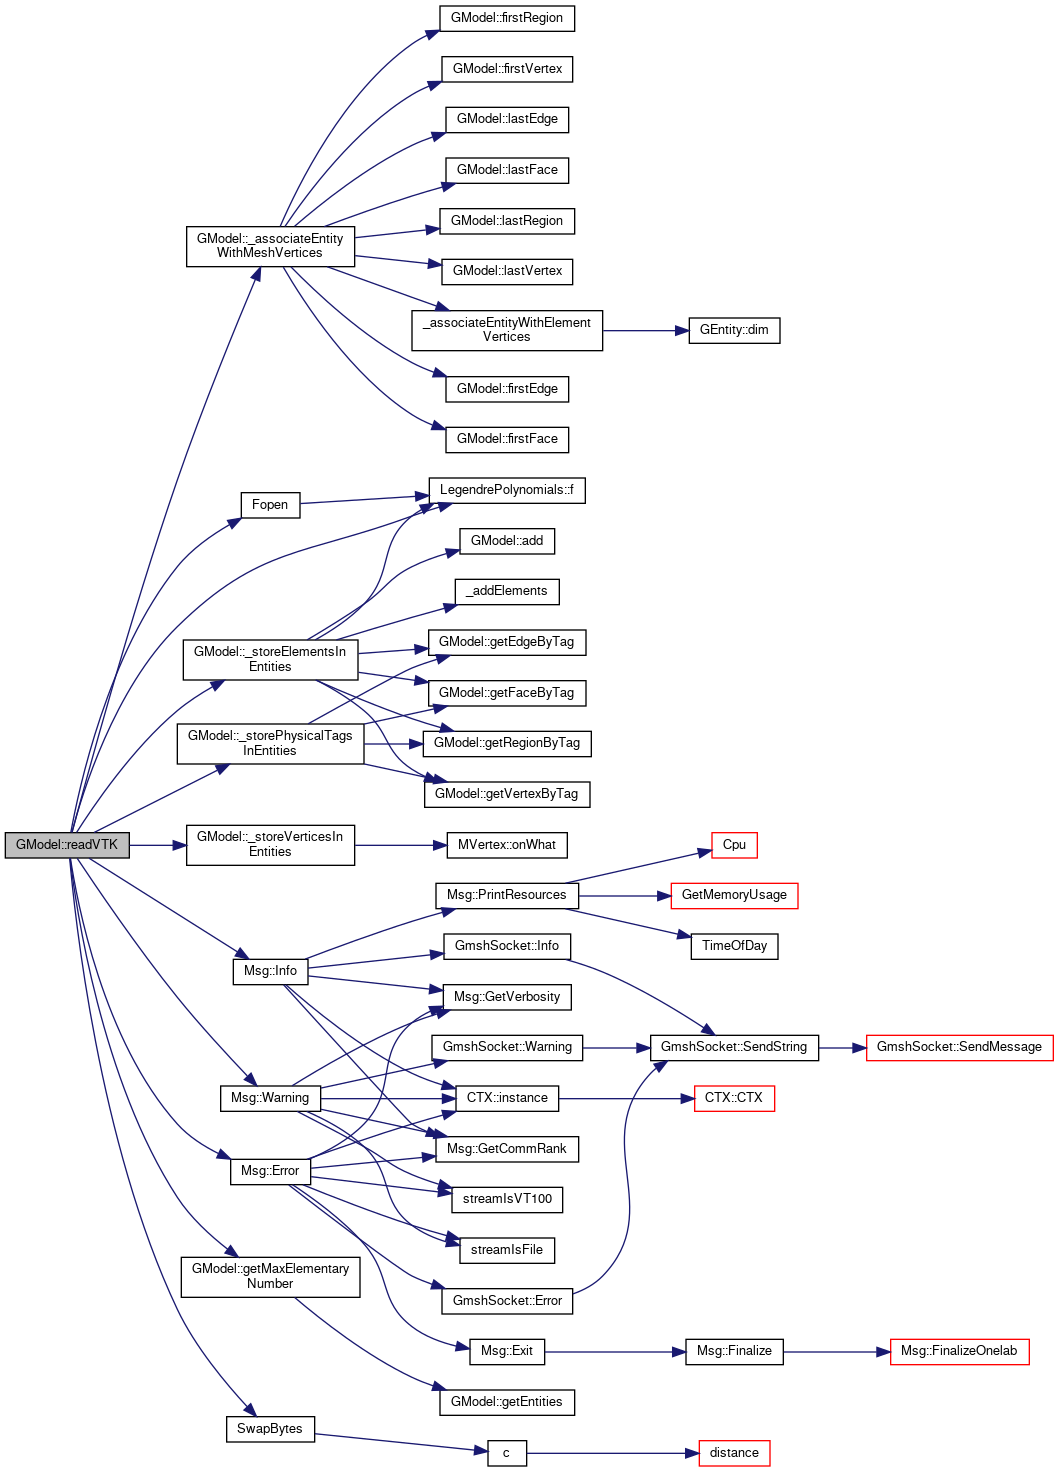 GModel::firstRegion
GModel::firstVertex
GModel::lastEdge
GModel::lastFace
GModel::_associateEntity
WithMeshVertices
GModel::lastRegion
GModel::lastVertex
_associateEntityWithElement
Vertices
GEntity::dim
GModel::firstEdge
GModel::firstFace
Fopen
LegendrePolynomials::f
GModel::add
_addElements
GModel::_storeElementsIn
Entities
GModel::getEdgeByTag
GModel::getFaceByTag
GModel::_storePhysicalTags
InEntities
GModel::getRegionByTag
GModel::getVertexByTag
GModel::readVTK
GModel::_storeVerticesIn
Entities
MVertex::onWhat
Cpu
Msg::PrintResources
GetMemoryUsage
TimeOfDay
Msg::Info
GmshSocket::Info
Msg::GetVerbosity
GmshSocket::Warning
GmshSocket::SendString
GmshSocket::SendMessage
Msg::Warning
CTX::instance
CTX::CTX
Msg::GetCommRank
Msg::Error
streamIsVT100
streamIsFile
GModel::getMaxElementary
Number
GmshSocket::Error
Msg::Exit
Msg::Finalize
Msg::FinalizeOnelab
GModel::getEntities
SwapBytes
c
distance